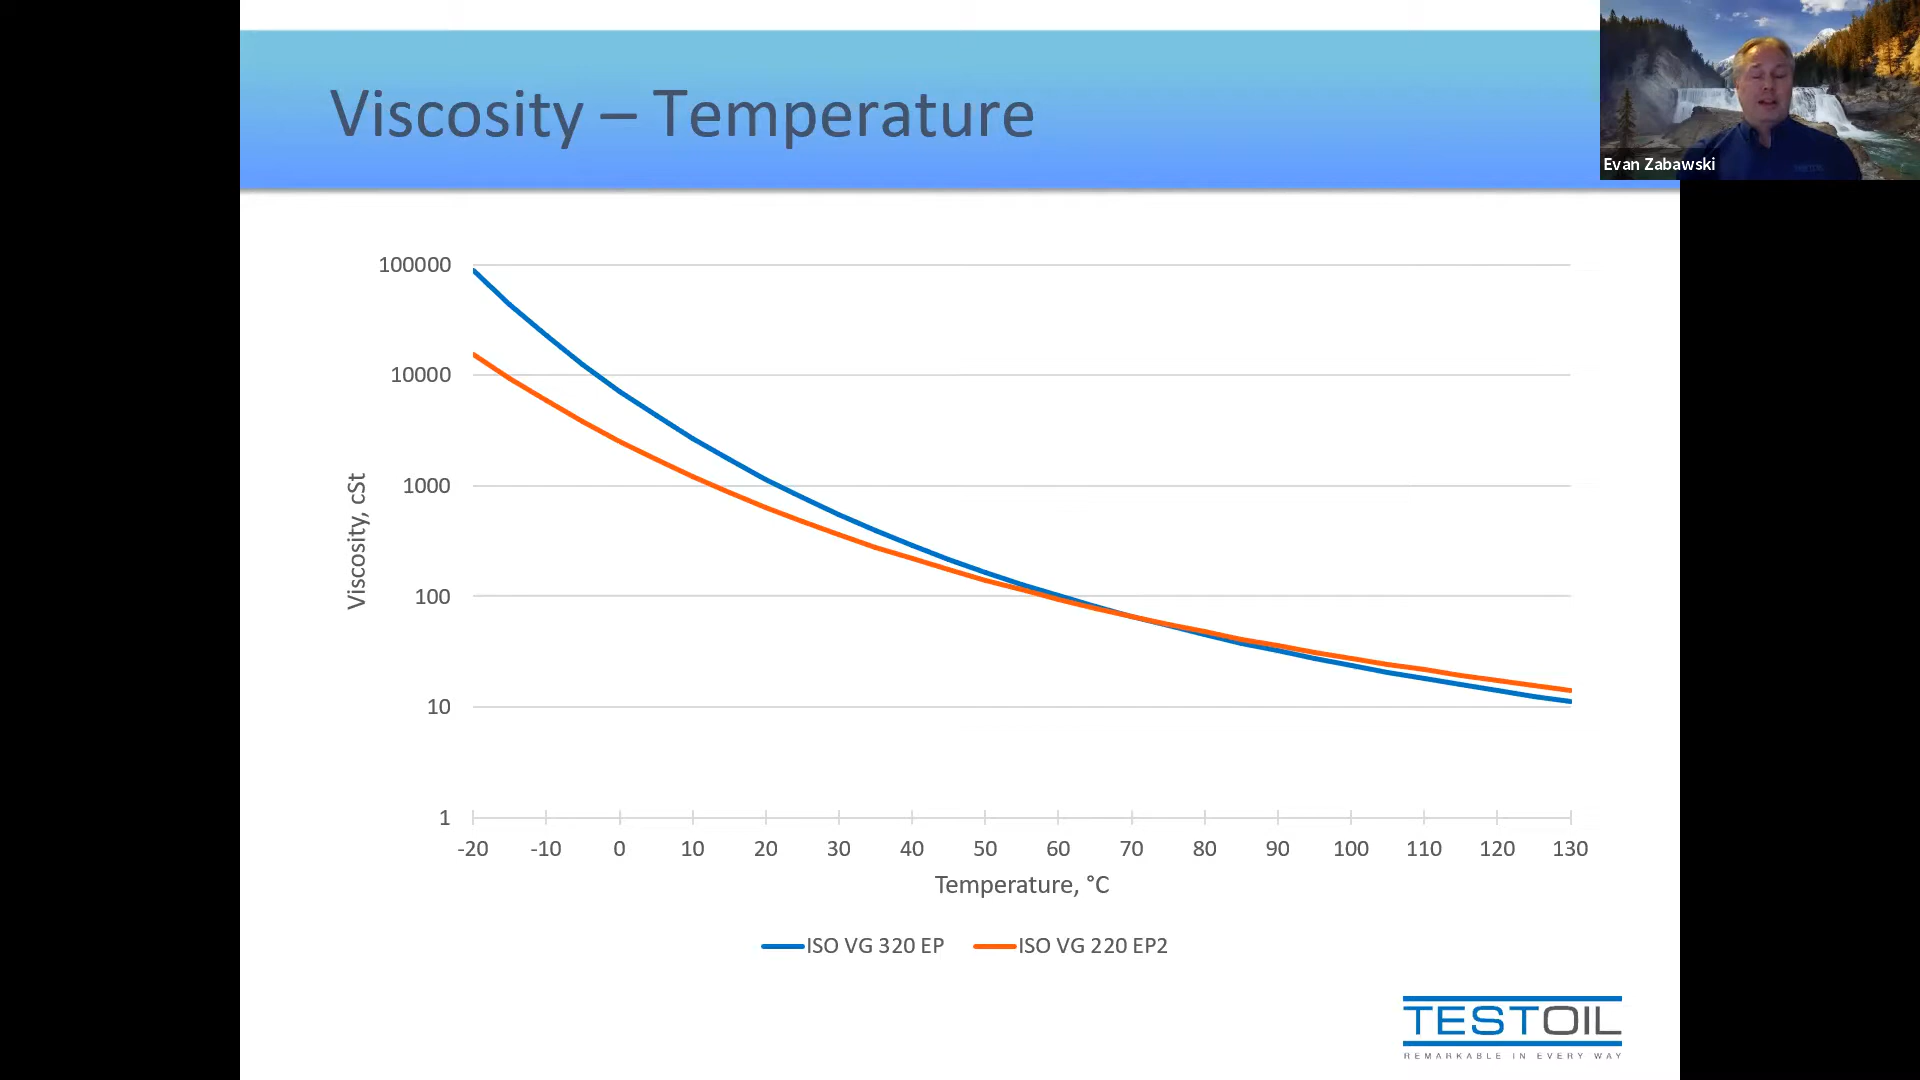 Viscosity – Temperature
Evan Zabawski
100000
10000
1000
100
10
1
Viscosity, cSt
-20 -10 0 10 20 30 40 50 60 70 80 90 100 110 120 130
Temperature, °C
ISO VG 320 EP ISO VG 220 EP2
TESTOIL
REMARKABLE IN EVERY WAY